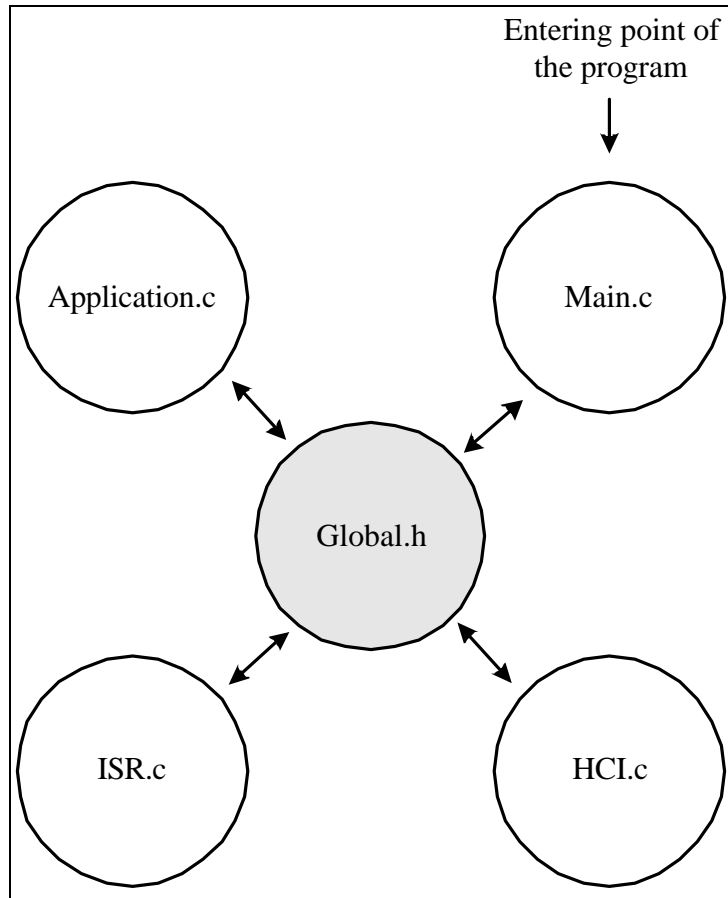 Entering point of
the program
Application.c
Main.c
Global.h
ISR.c
HCI.c